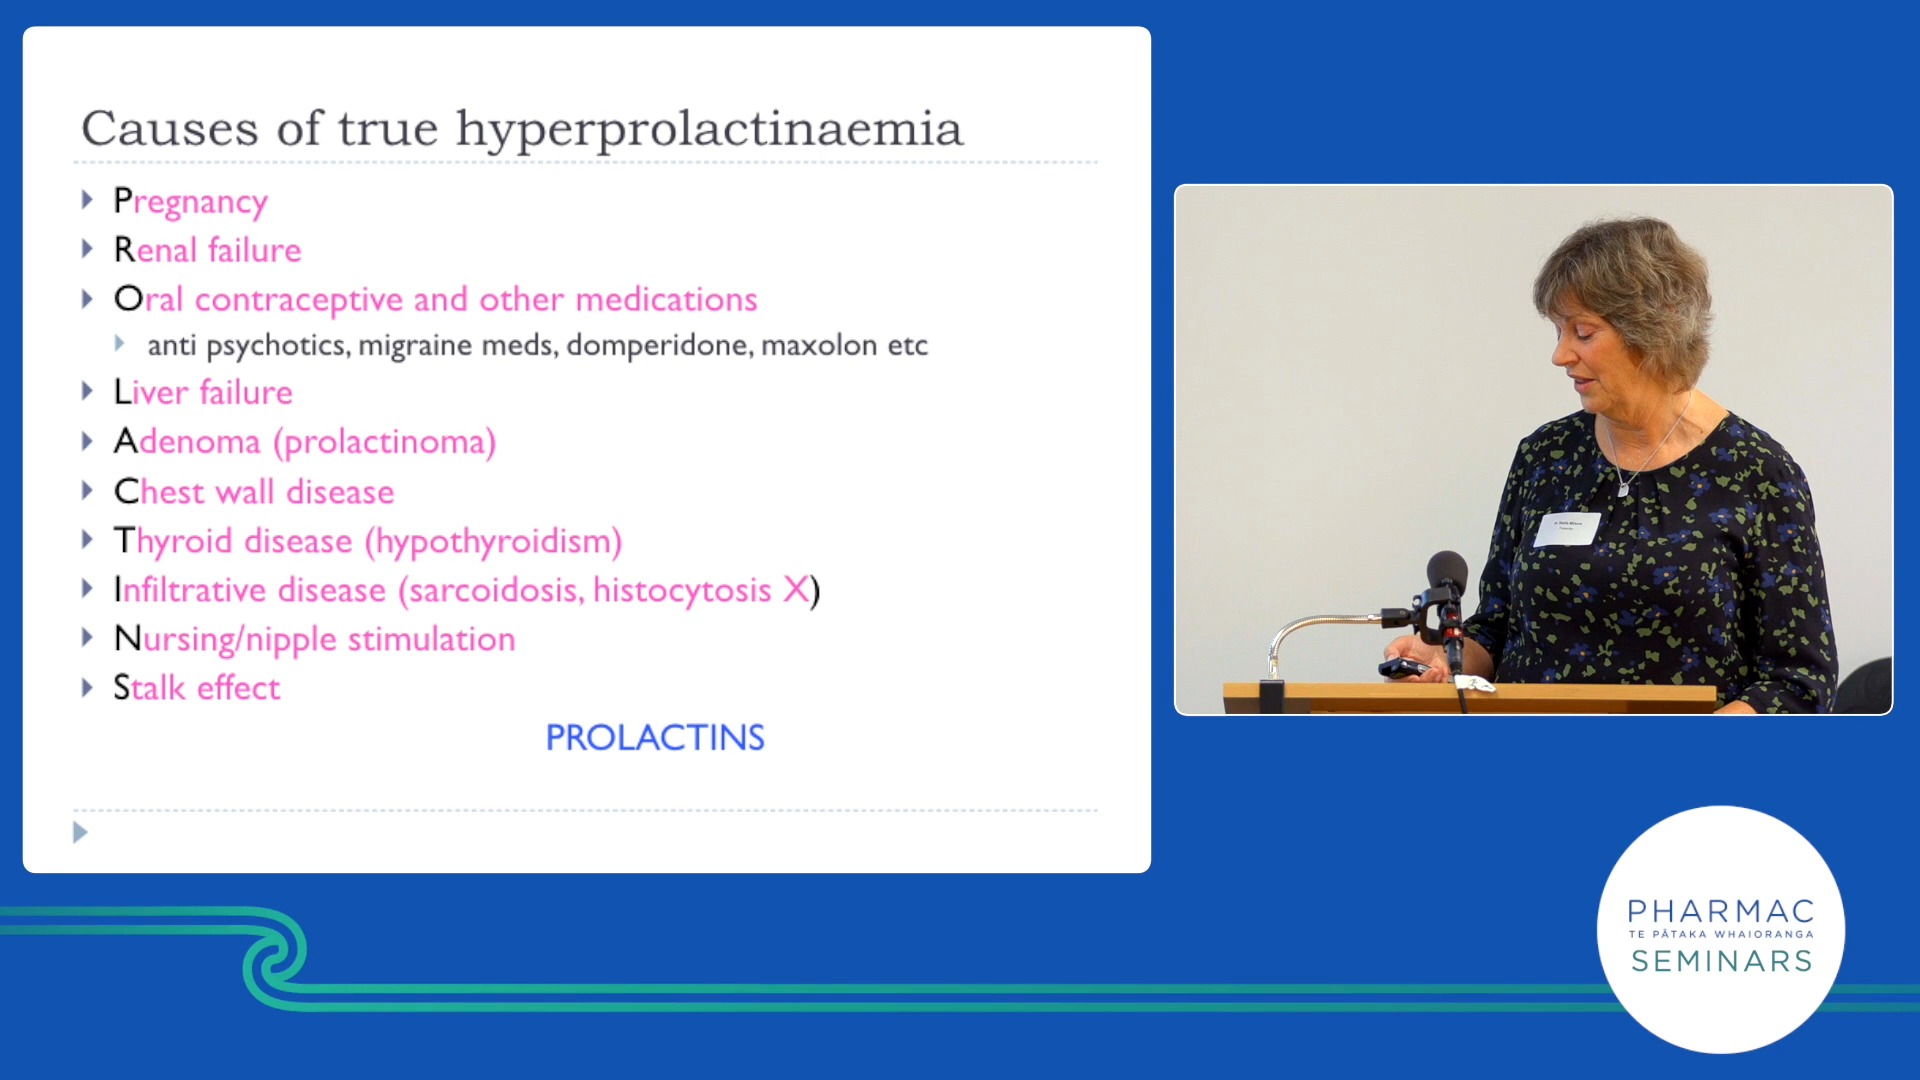 Causes of true hyperprolactinaemia
Pregnancy
Renal failure
Oral contraceptive and other medications
anti psychotics, migraine meds, domperidone, maxolon etc
Liver failure
Adenoma (prolactinoma)
Chest wall disease
Thyroid disease (hypothyroidism)
Infiltrative disease (sarcoidosis, histocytosis X)
Nursing/nipple stimulation
Stalk effect
PROLACTINS
PHARMAC
TE PĀTAKA WHAIORANGA
SEMINARS